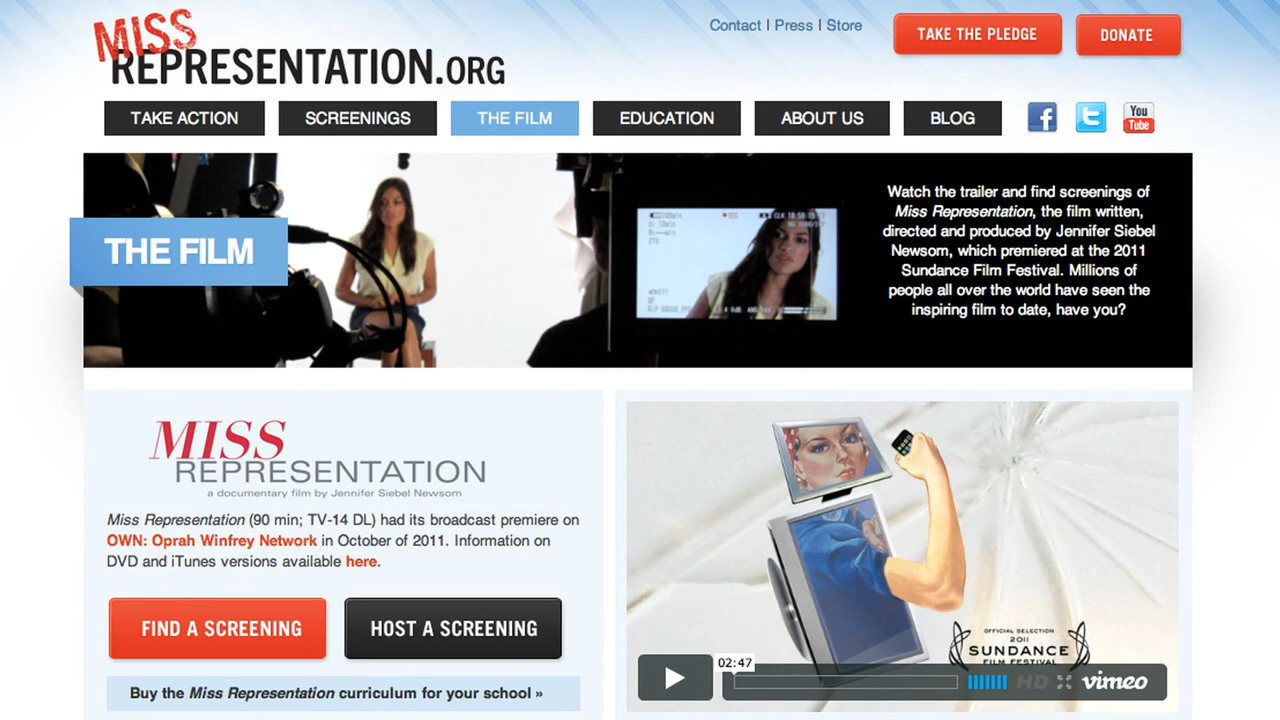 MISS
REPRESENTATION.ORG
Contact | Press | Store
TAKE THE PLEDGE
DONATE
TAKE ACTION
SCREENINGS
THE FILM
EDUCATION
ABOUT US
BLOG
f
t
You
Tube
THE FILM
Watch the trailer and find screenings of
Miss Representation, the film written,
directed and produced by Jennifer Siebel
Newsom, which premiered at the 2011
Sundance Film Festival. Millions of
people all over the world have seen the
inspiring film to date, have you?
MISS
REPRESENTATION
a documentary film by Jennifer Siebel Newsom
Miss Representation (90 min; TV-14 DL) had its broadcast premiere on
OWN: Oprah Winfrey Network in October of 2011. Information on
DVD and iTunes versions available here.
FIND A SCREENING
HOST A SCREENING
Buy the Miss Representation curriculum for your school »
OFFICIAL SELECTION
2011
SUNDANCE
FILM FESTIVAL
02:47
HD
vimeo